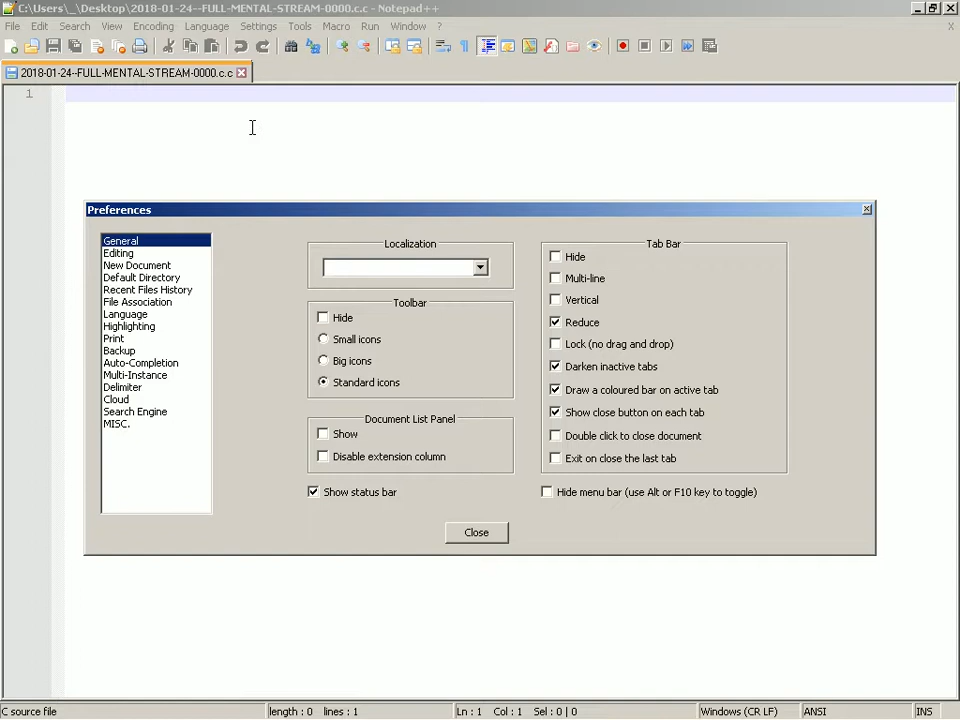 C:\Users\_\Desktop\2018-01-24--FULL-MENTAL-STREAM-0000.c.c - Notepad++
File Edit Search View Encoding Language Settings Tools Macro Run Window ? X
2018-01-24--FULL-MENTAL-STREAM-0000.c.c
1
Preferences
General
Editing
New Document
Default Directory
Recent Files History
File Association
Language
Highlighting
Print
Backup
Auto-Completion
Multi-Instance
Delimiter
Cloud
Search Engine
MISC.
Localization
Toolbar
Hide
Small icons
Big icons
Standard icons
Document List Panel
Show
Disable extension column
Show status bar
Tab Bar
Hide
Multi-line
Vertical
Reduce
Lock (no drag and drop)
Darken inactive tabs
Draw a coloured bar on active tab
Show close button on each tab
Double click to close document
Exit on close the last tab
Hide menu bar (use Alt or F10 key to toggle)
Close
C source file length : 0 lines : 1 Ln : 1 Col : 1 Sel : 0 | 0 Windows (CR LF) ANSI INS